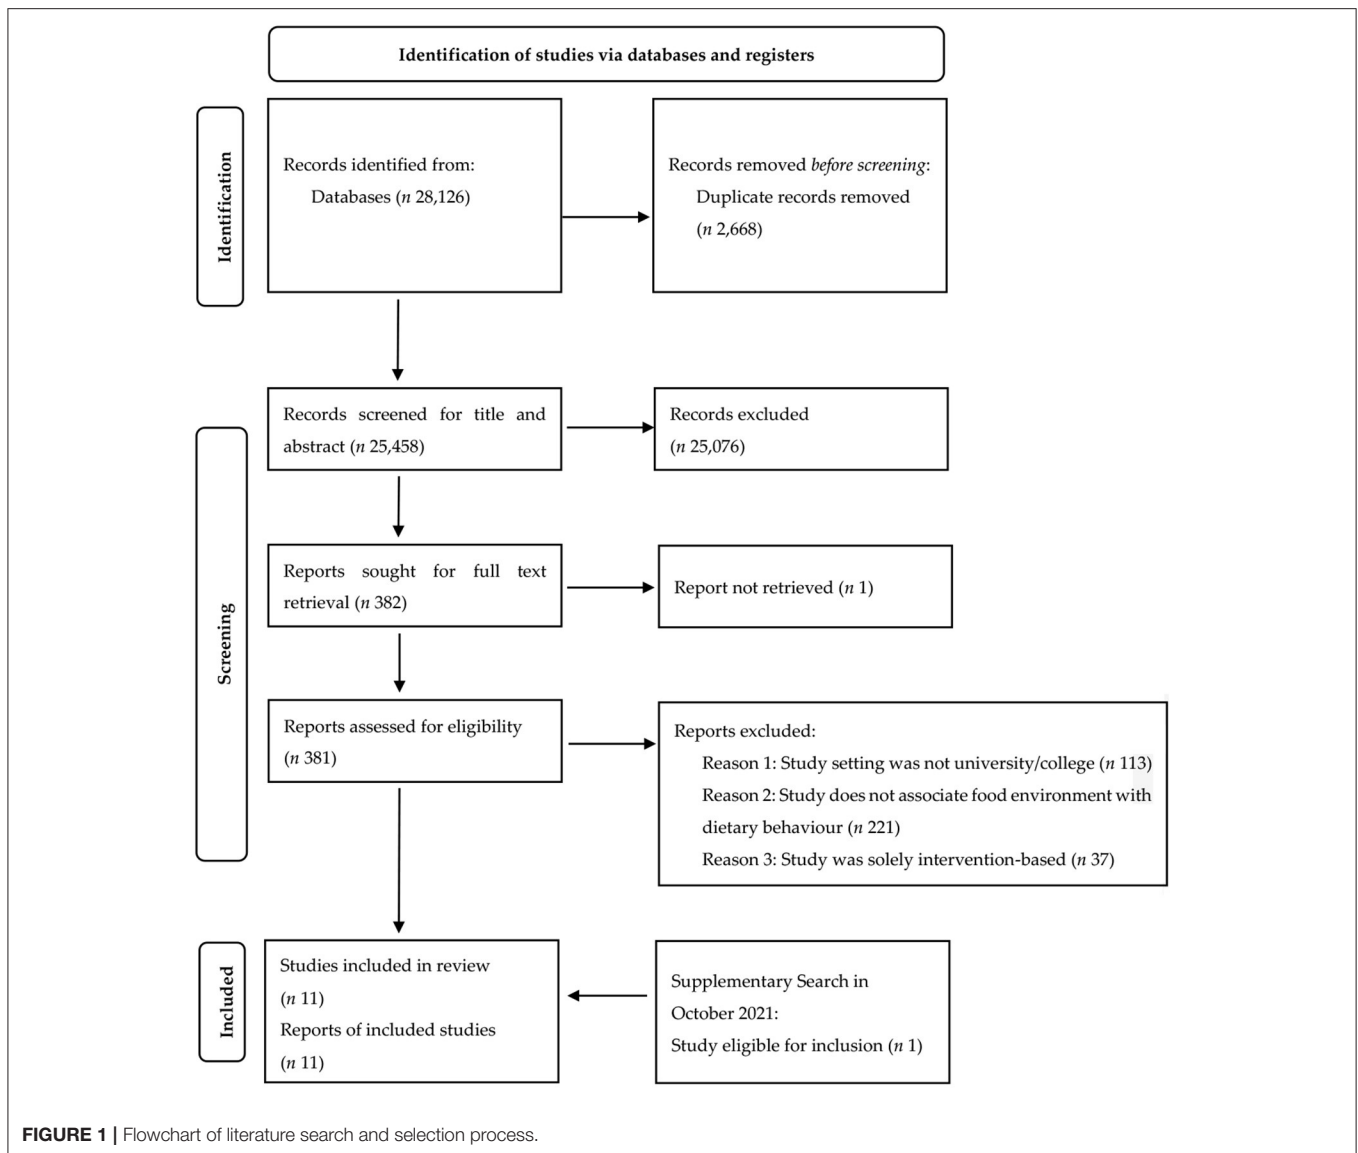 Identification of studies via databases and registers
Identification
Records identified from:
Databases (n 28,126)
Records removed before screening:
Duplicate records removed
(n 2,668)
Screening
Records screened for title and
abstract (n 25,458)
Records excluded
(n 25,076)
Reports sought for full text
retrieval (n 382)
Report not retrieved (n 1)
Reports assessed for eligibility
(n 381)
Reports excluded:
Reason 1: Study setting was not university/college (n 113)
Reason 2: Study does not associate food environment with
dietary behaviour (n 221)
Reason 3: Study was solely intervention-based (n 37)
Included
Studies included in review
(n 11)
Reports of included studies
(n 11)
Supplementary Search in
October 2021:
Study eligible for inclusion (n 1)
FIGURE 1 | Flowchart of literature search and selection process.